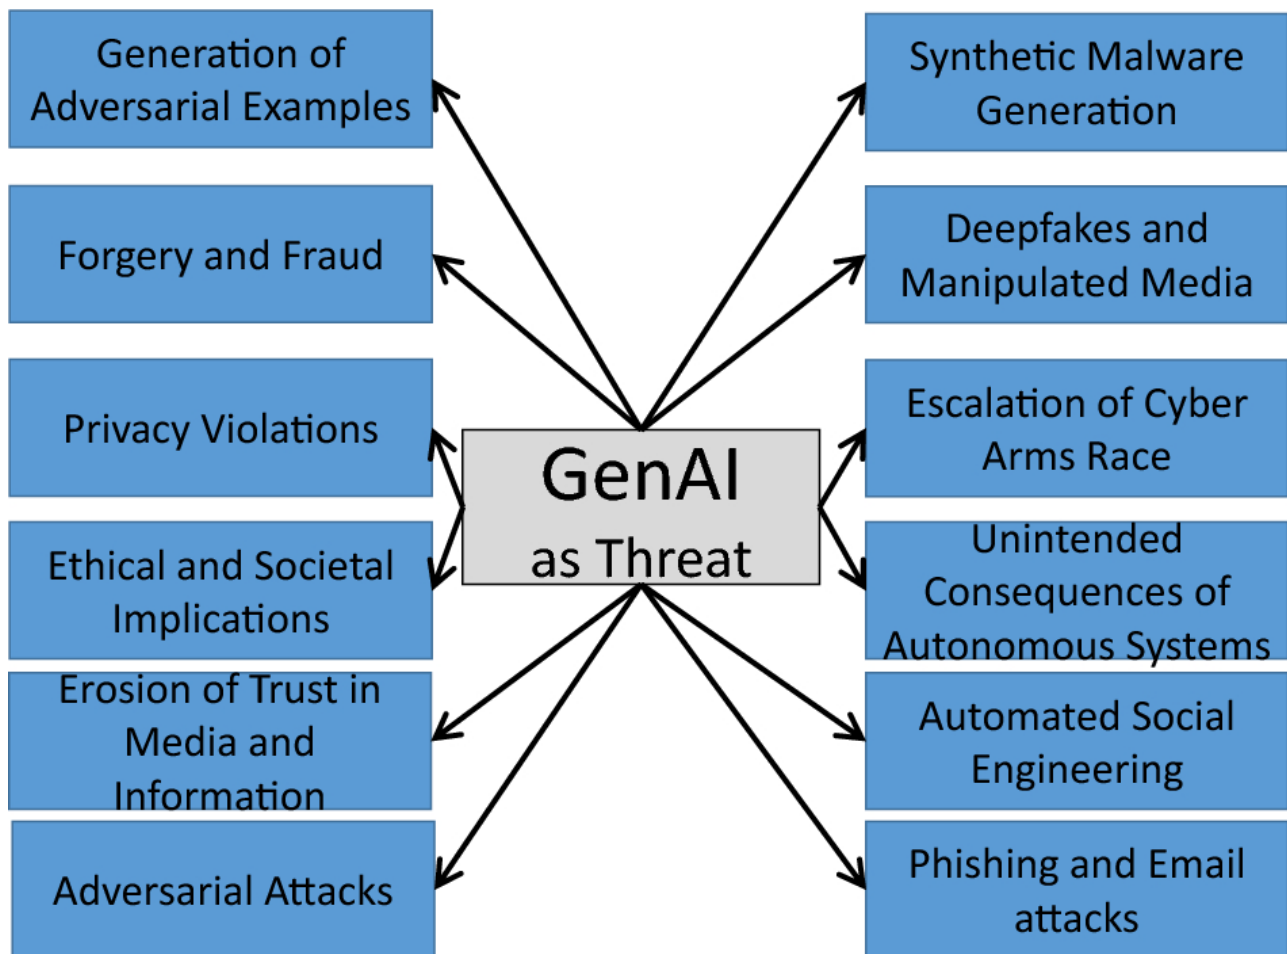 Generation of
Adversarial Examples
Forgery and Fraud
Privacy Violations
Ethical and Societal
Implications
Erosion of Trust in
Media and
Information
Adversarial Attacks
GenAI
as Threat
Synthetic Malware
Generation
Deepfakes and
Manipulated Media
Escalation of Cyber
Arms Race
Unintended
Consequences of
Autonomous Systems
Automated Social
Engineering
Phishing and Email
attacks